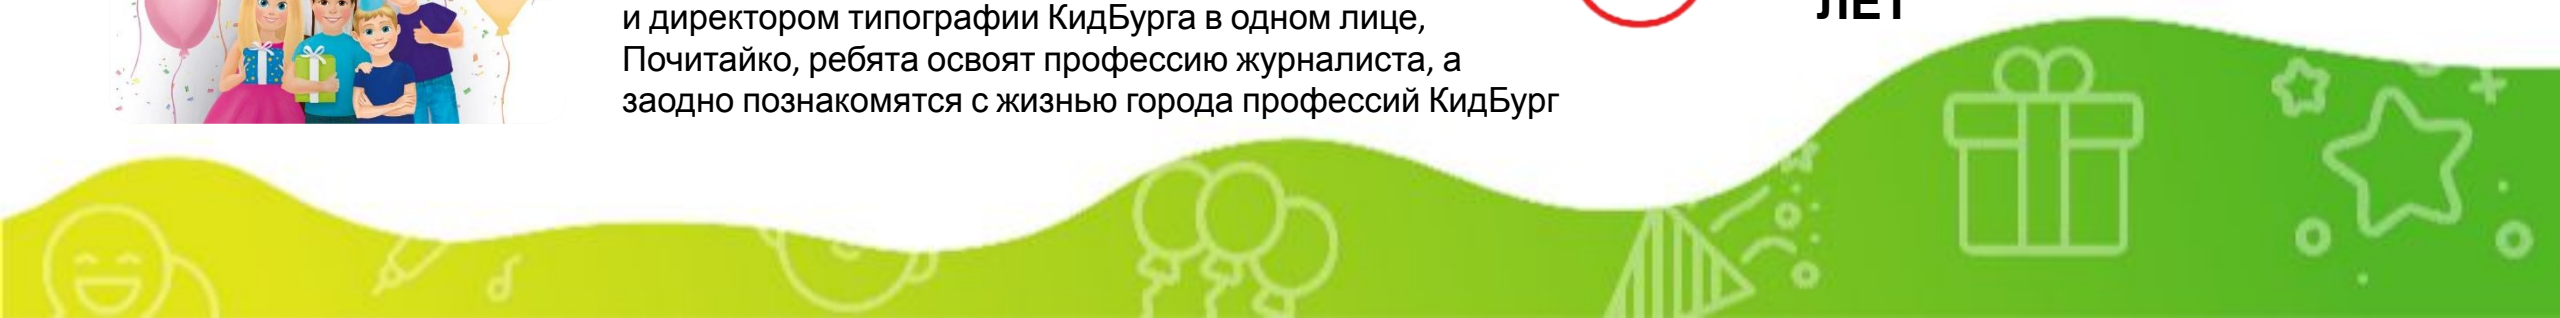 и директором типографии КидБурга в одном лице,
ЛЕТ
Почитайко, ребята освоят профессию журналиста, а
заодно познакомятся с жизнью города профессий КидБург